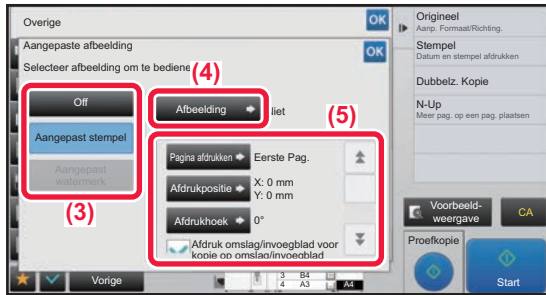 Overige
OK
Aangepaste afbeelding
OK
Selecteer afbeelding om te bediene
(4)
Off
Afbeelding
liet
(5)
Aangepast stempel
Aangepast
watermerk
(3)
Pagina afdrukken
Eerste Pag.
Afdrukpositie
X: 0 mm
Y: 0 mm
Afdrukhoek
0°
Afdruk omslag/invoegblad voor
kopie op omslag/invoegblad
Vorige
3 B4
4 A3
A4
Origineel
Aanp. Formaat/Richting.
Stempel
Datum en stempel afdrukken
Dubbelz. Kopie
N-Up
Meer pag. op een pag. plaatsen
Voorbeeld-
weergave
CA
Proefkopie
Start